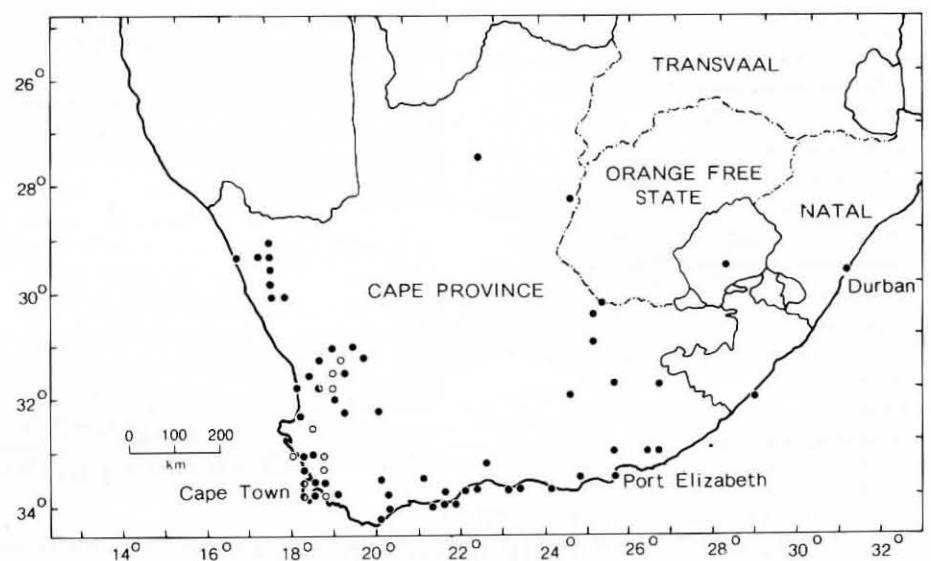 TRANSVAAL
ORANGE FREE
STATE
NATAL
CAPE PROVINCE
Durban
Port Elizabeth
Cape Town
0 100 200
km
26°
28°
30°
32°
34°
14° 16° 18° 20° 22° 24° 26° 28° 30° 32°